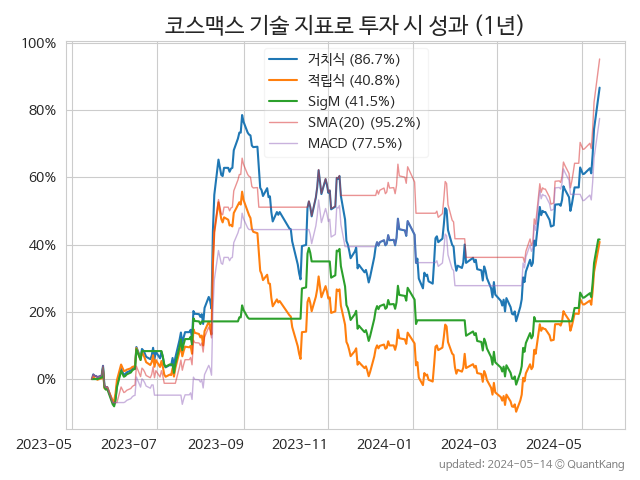 코스맥스 기술 지표로 투자 시 성과 (1년)
100%
80%
60%
40%
20%
0%
거치식 (86.7%)
적립식 (40.8%)
SigM (41.5%)
SMA(20) (95.2%)
MACD (77.5%)
2023-05 2023-07 2023-09 2023-11 2024-01 2024-03 2024-05
updated: 2024-05-14 @ QuantKang